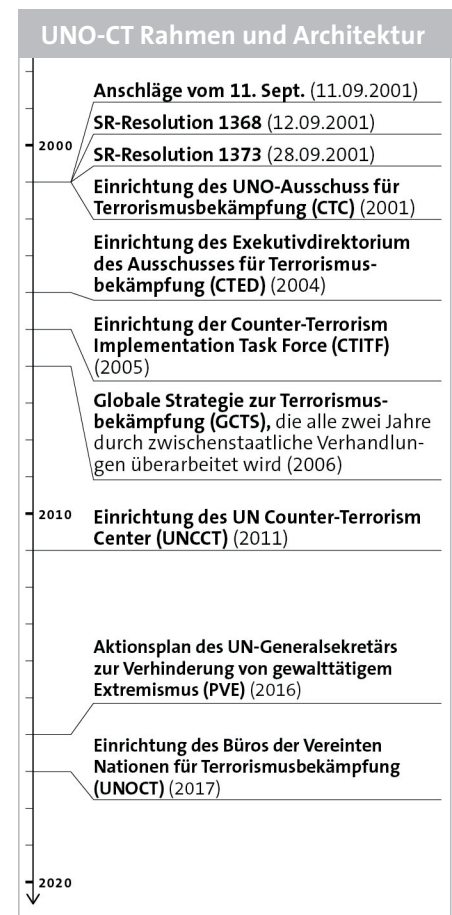 UNO-CT Rahmen und Architektur
Anschläge vom 11. Sept. (11.09.2001)
SR-Resolution 1368 (12.09.2001)
2000
SR-Resolution 1373 (28.09.2001)
Einrichtung des UNO-Ausschuss für
Terrorismusbekämpfung (CTC) (2001)
Einrichtung des Exekutivdirektorium
des Ausschusses für Terrorismus-
bekämpfung (CTED) (2004)
Einrichtung der Counter-Terrorism
Implementation Task Force (CTITF)
(2005)
Globale Strategie zur Terrorismus-
bekämpfung (GCTS), die alle zwei Jahre
durch zwischenstaatliche Verhandlun-
gen überarbeitet wird (2006)
2010
Einrichtung des UN Counter-Terrorism
Center (UNCCT) (2011)
Aktionsplan des UN-Generalsekretärs
zur Verhinderung von gewalttätigem
Extremismus (PVE) (2016)
Einrichtung des Büros der Vereinten
Nationen für Terrorismusbekämpfung
(UNOCT) (2017)
2020